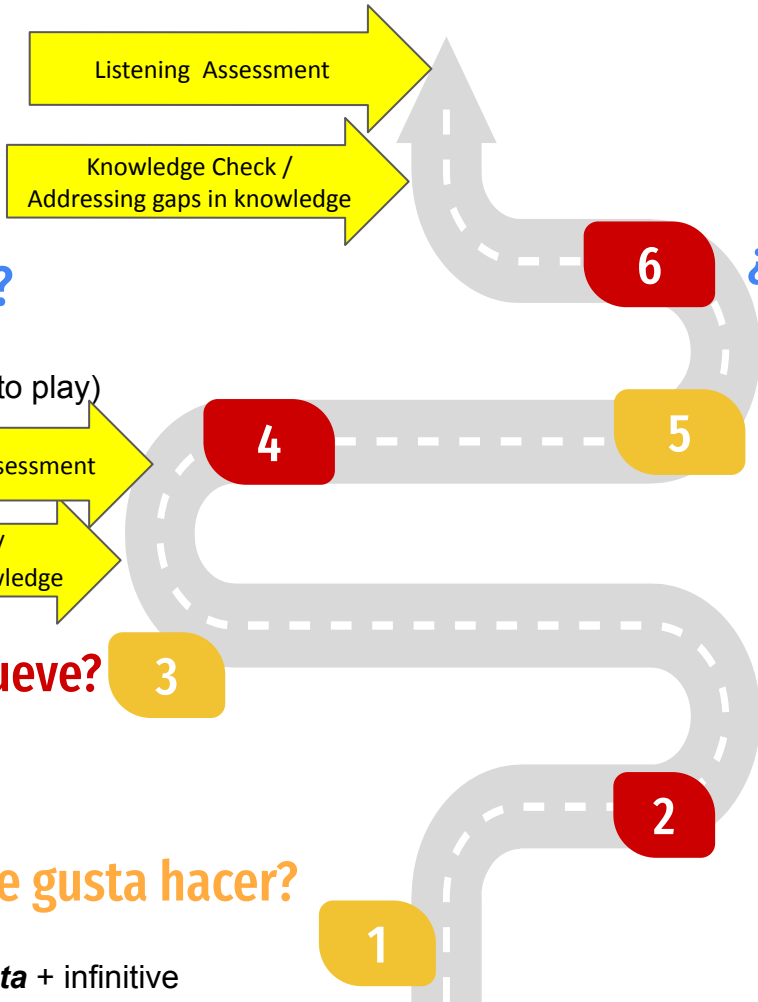 Listening Assessment
Knowledge Check /
Addressing gaps in knowledge
6
¿
?
to play)
4
5
sessment
/
wledge
ueve?
3
2
e gusta hacer?
1
ta + infinitive